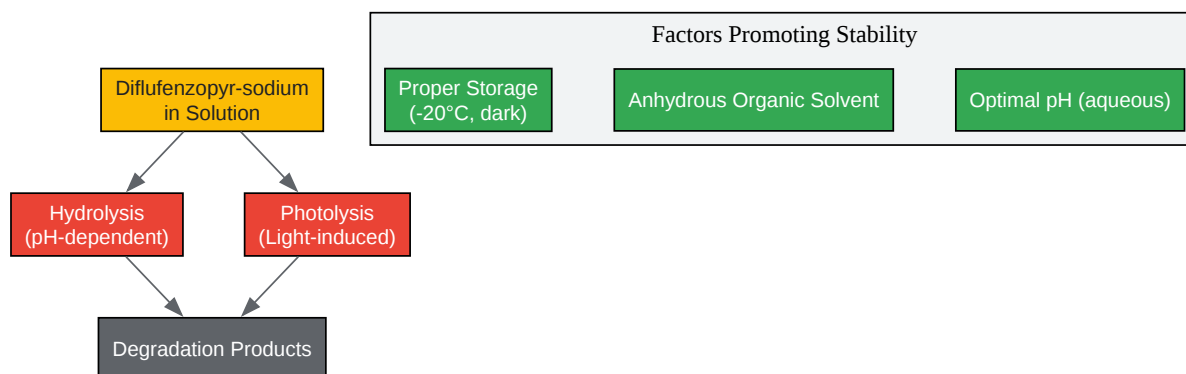 Factors Promoting Stability
Diflufenzopyr-sodium
in Solution
Proper Storage
(-20°C, dark)
Anhydrous Organic Solvent
Optimal pH (aqueous)
Hydrolysis
(pH-dependent)
Photolysis
(Light-induced)
Degradation Products